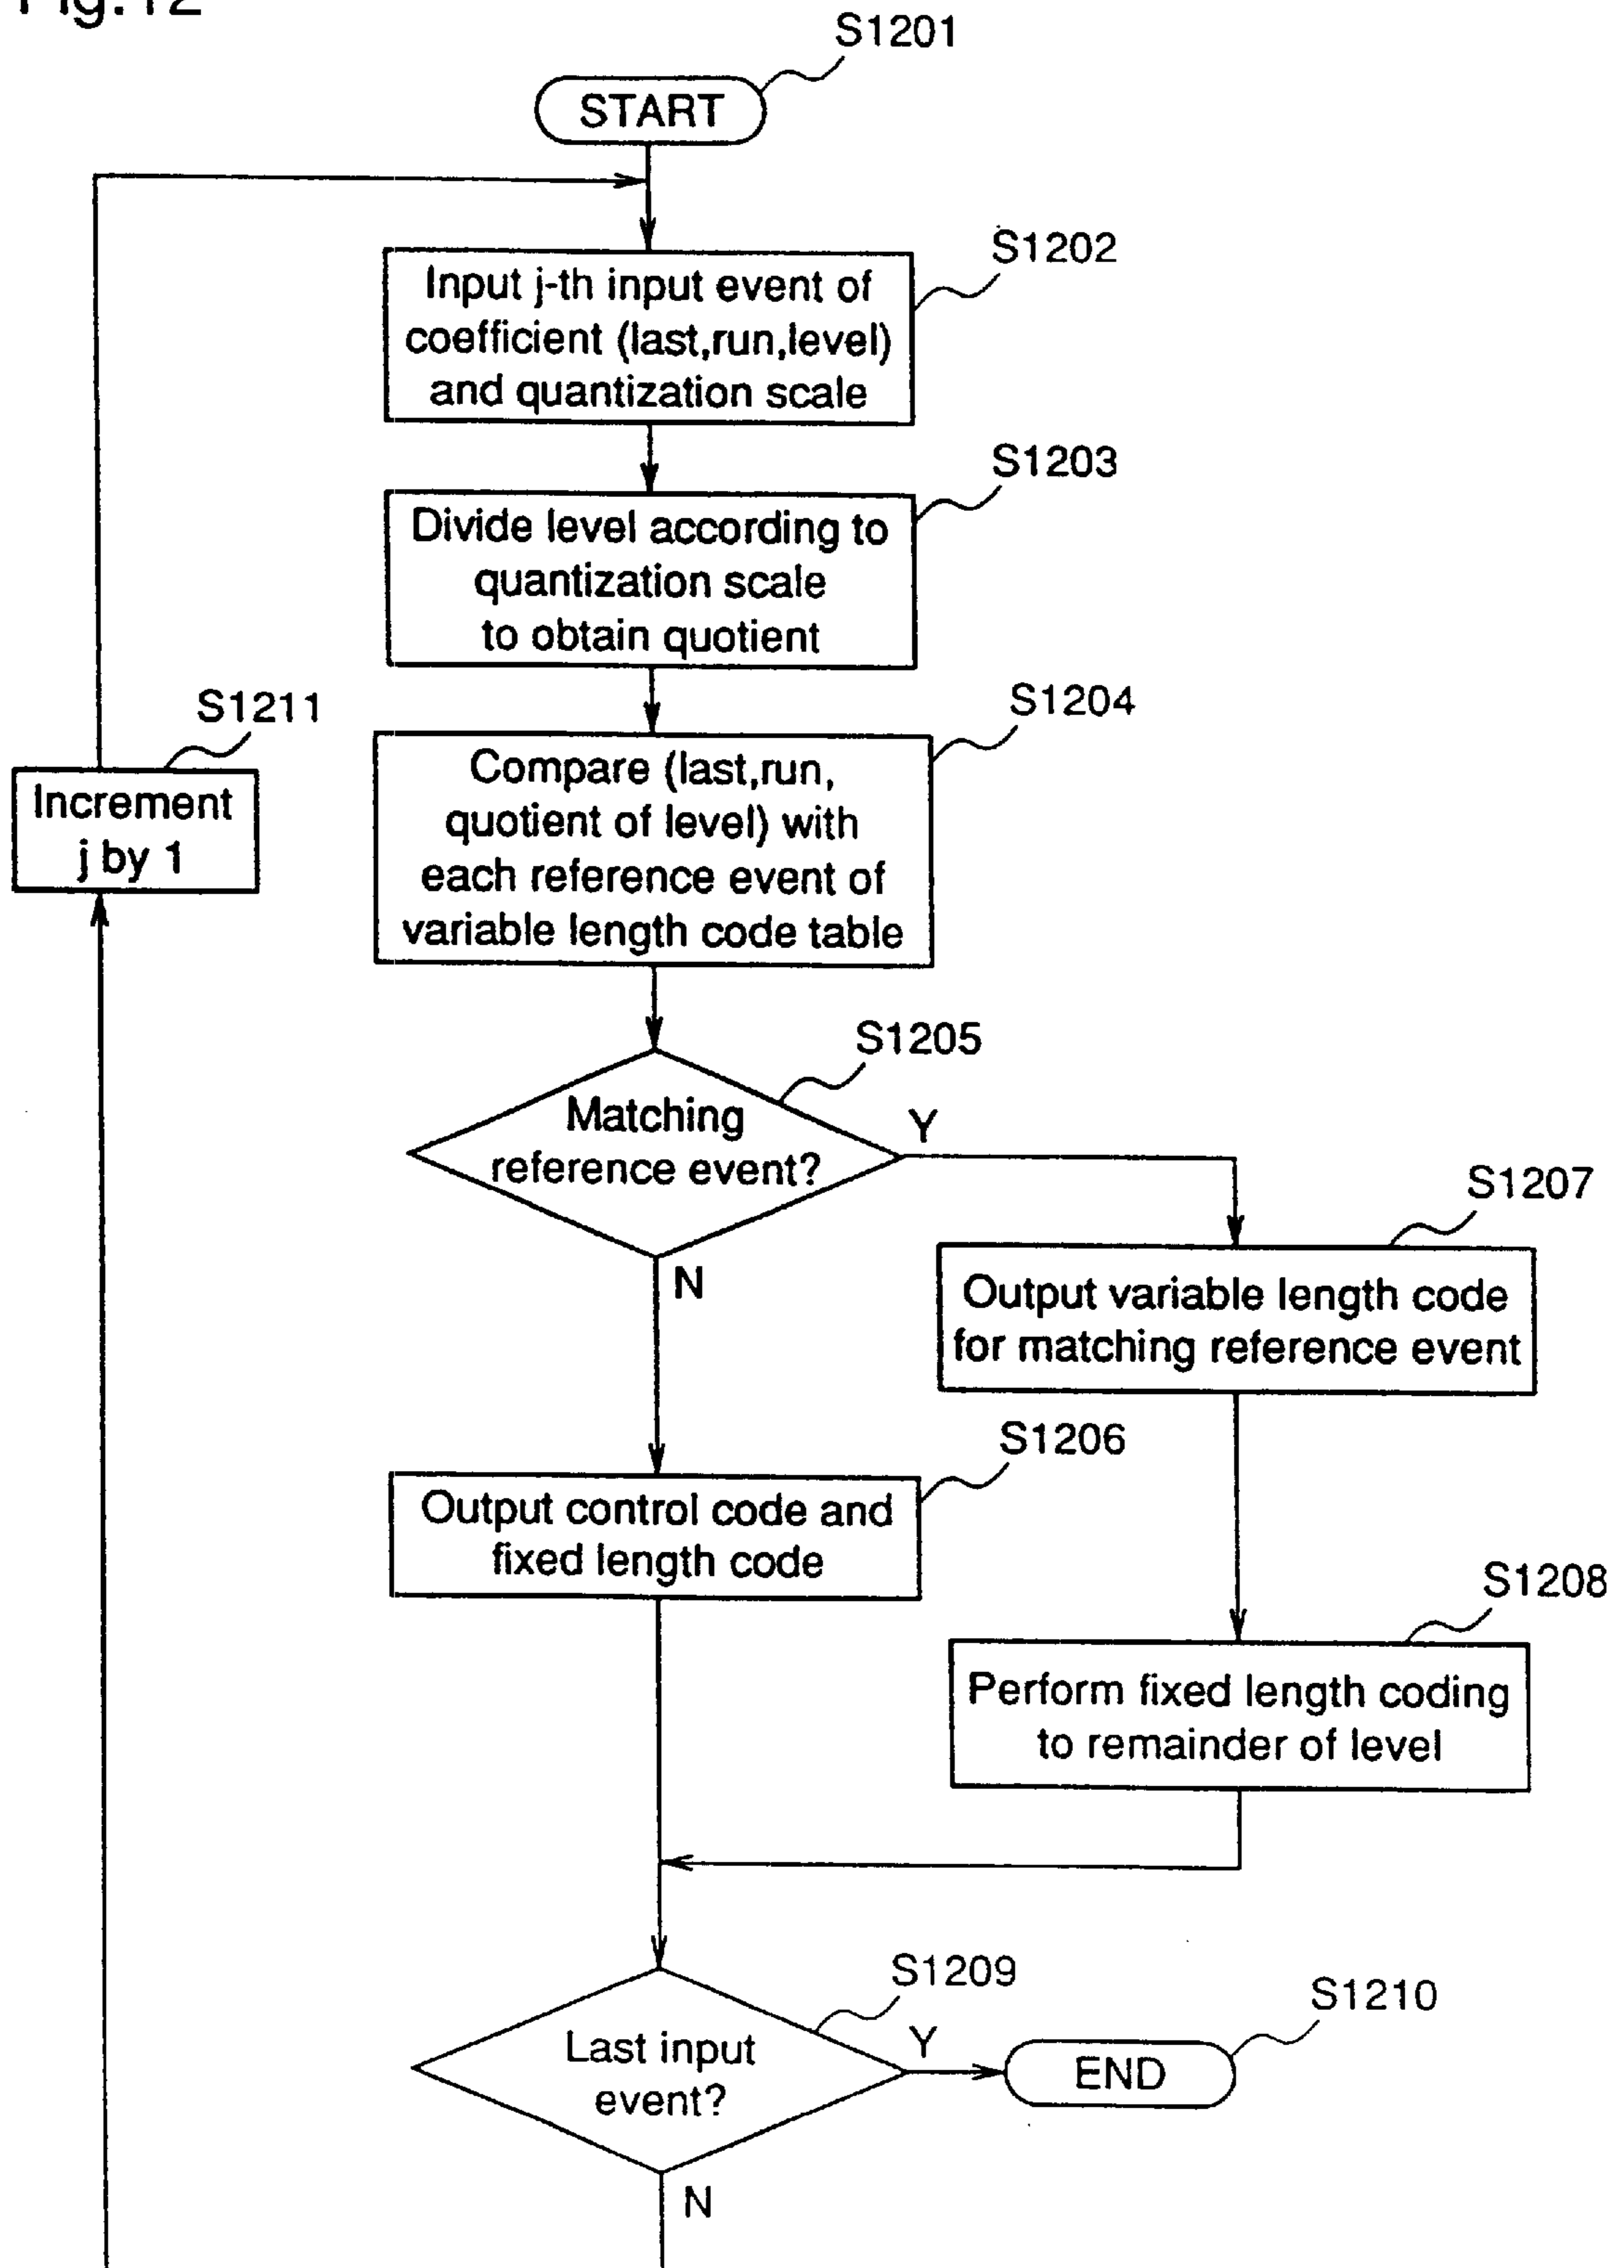 Fig.12
S1201
START
S1202
Input j-th input event of
coefficient (last,run,level)
and quantization scale
S1203
Divide level according to
quantization scale
to obtain quotient
S1211
Increment
j by 1
S1204
Compare (last,run,
quotient of level) with
each reference event of
variable length code table
S1205
Matching
reference event?
Y
N
S1207
Output variable length code
for matching reference event
S1206
Output control code and
fixed length code
S1208
Perform fixed length coding
to remainder of level
S1209
Last input
event?
Y
S1210
END
N